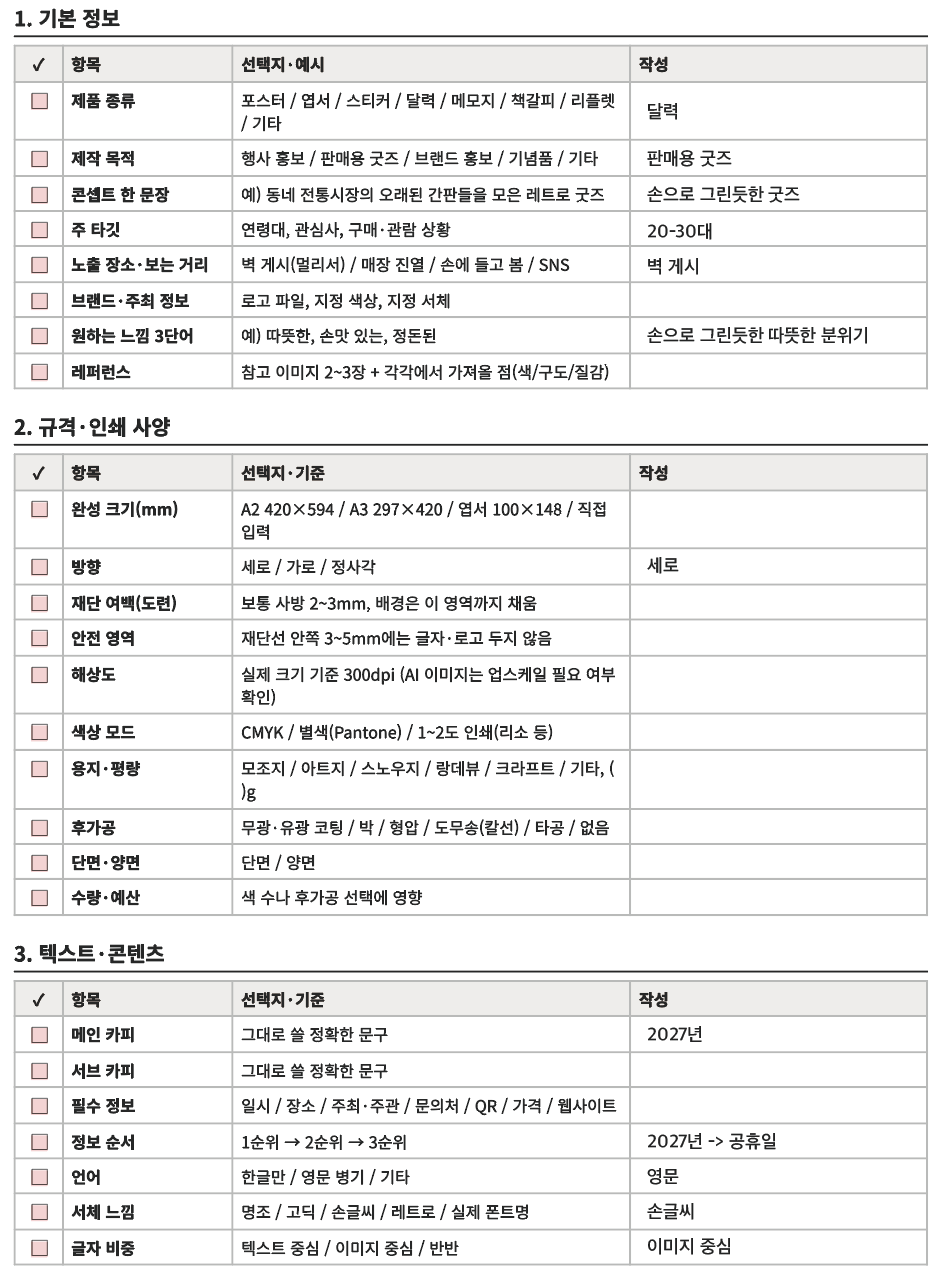 1. 기본 정보
✓ 항목 선택지·예시 작성
제품 종류 포스터 / 엽서 / 스티커 / 달력 / 메모지 / 책갈피 / 리플렛 / 기타 달력
제작 목적 행사 홍보 / 판매용 굿즈 / 브랜드 홍보 / 기념품 / 기타 판매용 굿즈
콘셉트 한 문장 예) 동네 전통시장의 오래된 간판들을 모은 레트로 굿즈 손으로 그린듯한 굿즈
주 타깃 연령대, 관심사, 구매·관람 상황 20-30대
노출 장소·보는 거리 벽 게시(멀리서) / 매장 진열 / 손에 들고 봄 / SNS 벽 게시
브랜드·주최 정보 로고 파일, 지정 색상, 지정 서체
원하는 느낌 3단어 예) 따뜻한, 손맛 있는, 정돈된 손으로 그린듯한 따뜻한 분위기
레퍼런스 참고 이미지 2~3장 + 각각에서 가져올 점(색/구도/질감)
2. 규격·인쇄 사양
✓ 항목 선택지·기준 작성
완성 크기(mm) A2 420×594 / A3 297×420 / 엽서 100×148 / 직접 입력
방향 세로 / 가로 / 정사각 세로
재단 여백(도련) 보통 사방 2~3mm, 배경은 이 영역까지 채움
안전 영역 재단선 안쪽 3~5mm에는 글자·로고 두지 않음
해상도 실제 크기 기준 300dpi (AI 이미지는 업스케일 필요 여부 확인)
색상 모드 CMYK / 별색(Pantone) / 1~2도 인쇄(리소 등)
용지·평량 모조지 / 아트지 / 스노우지 / 랑데뷰 / 크라프트 / 기타, ( )g
후가공 무광·유광 코팅 / 박 / 형압 / 도무송(칼선) / 타공 / 없음
단면·양면 단면 / 양면
수량·예산 색 수나 후가공 선택에 영향
3. 텍스트·콘텐츠
✓ 항목 선택지·기준 작성
메인 카피 그대로 쓸 정확한 문구 2027년
서브 카피 그대로 쓸 정확한 문구
필수 정보 일시 / 장소 / 주최·주관 / 문의처 / QR / 가격 / 웹사이트
정보 순서 1순위 → 2순위 → 3순위 2027년 -> 공휴일
언어 한글만 / 영문 병기 / 기타 영문
서체 느낌 명조 / 고딕 / 손글씨 / 레트로 / 실제 폰트명 손글씨
글자 비중 텍스트 중심 / 이미지 중심 / 반반 이미지 중심